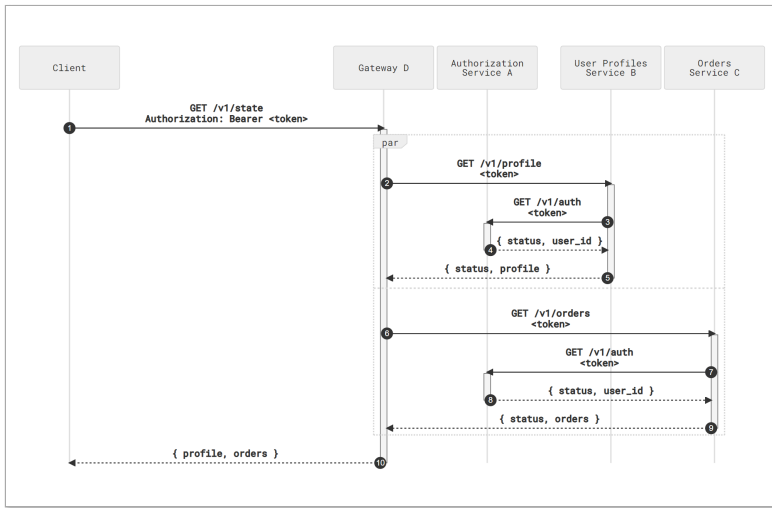 Client
Gateway D
Authorization
Service A
User Profiles
Service B
Orders
Service C
GET /v1/state
Authorization: Bearer <token>
1
par
GET /v1/profile
<token>
2
GET /v1/auth
<token>
3
{ status, user_id }
4
{ status, profile }
5
GET /v1/orders
<token>
6
GET /v1/auth
<token>
7
{ status, user_id }
8
{ status, orders }
9
{ profile, orders }
10